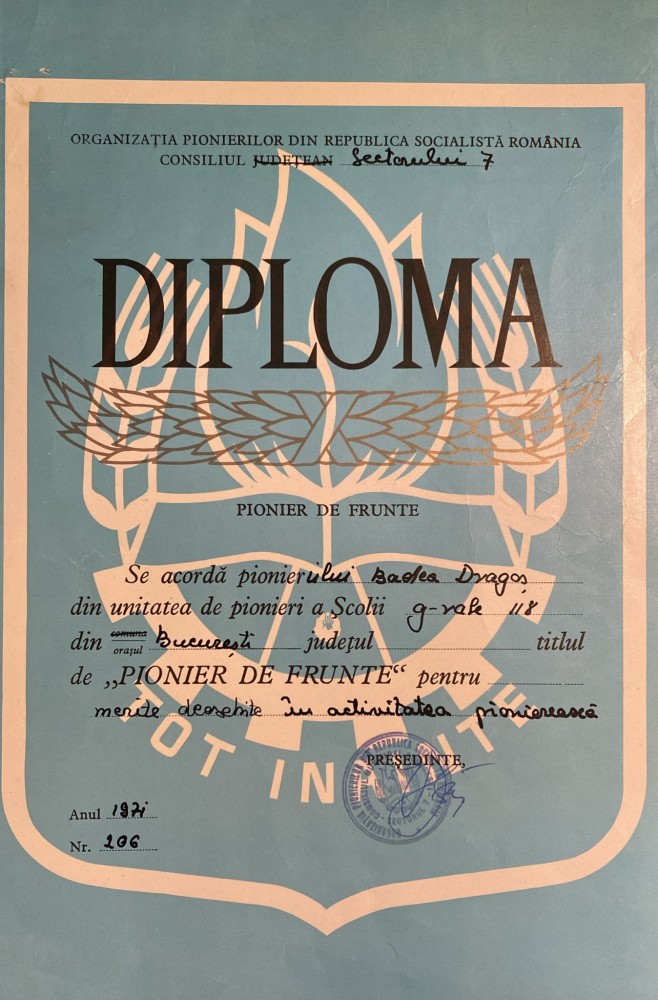 ORGANIZAȚIA PIONIERILOR DIN REPUBLICA SOCIALISTĂ ROMÂNIA
CONSILIUL JUDEȚEAN Sectorului 7
DIPLOMA
PIONIER DE FRUNTE
Se acordă pionierului Badea Dragoș
din unitatea de pionieri a Școlii g-rale 118
din comuna orașul București județul titlul
de „PIONIER DE FRUNTE“ pentru
merite deosebite în activitatea pionierească
TOT INAINTE
PREȘEDINTE,
Anul 1971
Nr. 206